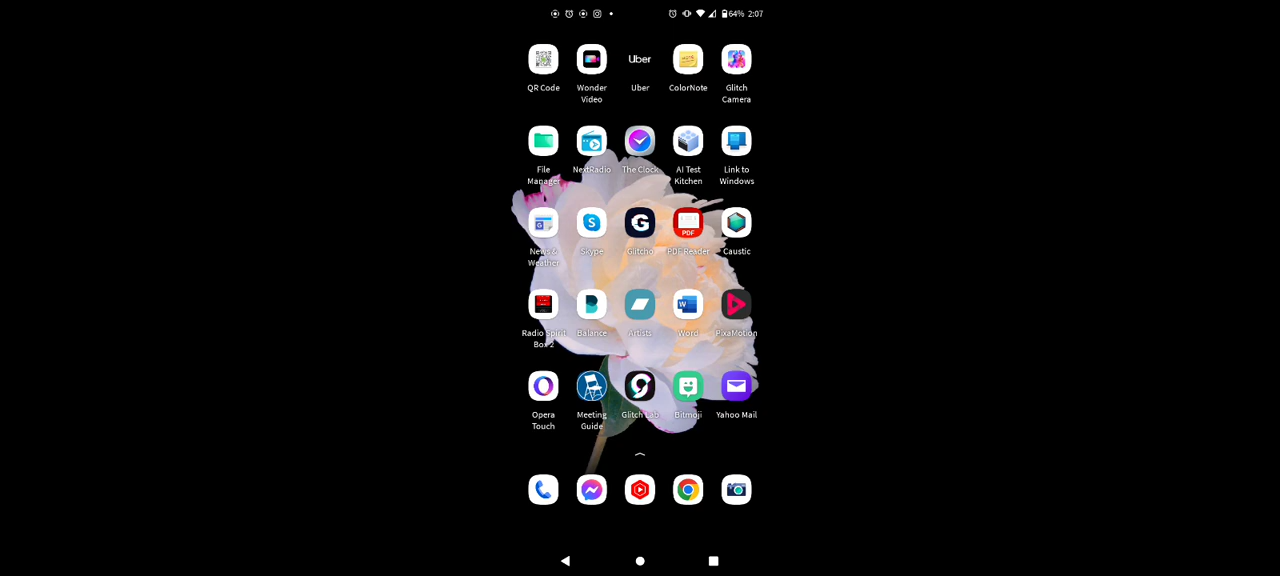 64% 2:07
Uber
QR Code Wonder Video Uber ColorNote Glitch Camera
File Manager NextRadio The Clock AI Test Kitchen Link to Windows
PDF
News & Weather Skype Glitcho PDF Reader Caustic
Radio Spirit Box 2 Balance Artists Word PixaMotion
Opera Touch Meeting Guide Glitch Lab Bitmoji Yahoo Mail